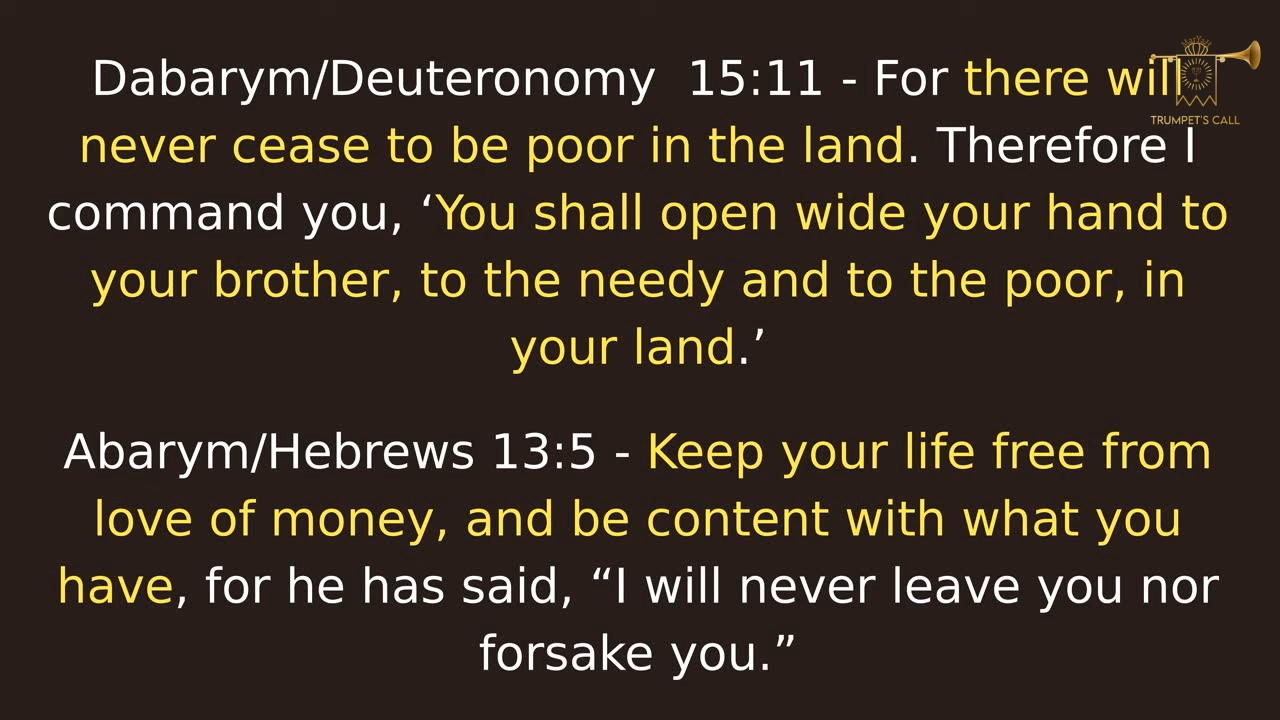 Dabarym/Deuteronomy 15:11 - For there will
never cease to be poor in the land. Therefore I
command you, ‘You shall open wide your hand to
your brother, to the needy and to the poor, in
your land.’
Abarym/Hebrews 13:5 - Keep your life free from
love of money, and be content with what you
have, for he has said, “I will never leave you nor
forsake you.”
TRUMPET'S CALL